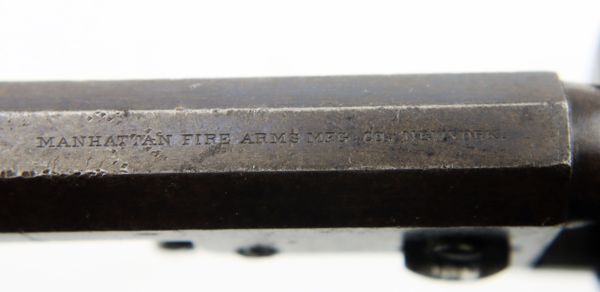 MANHATTAN FIRE ARMS MFG. CO. NEW YORK.